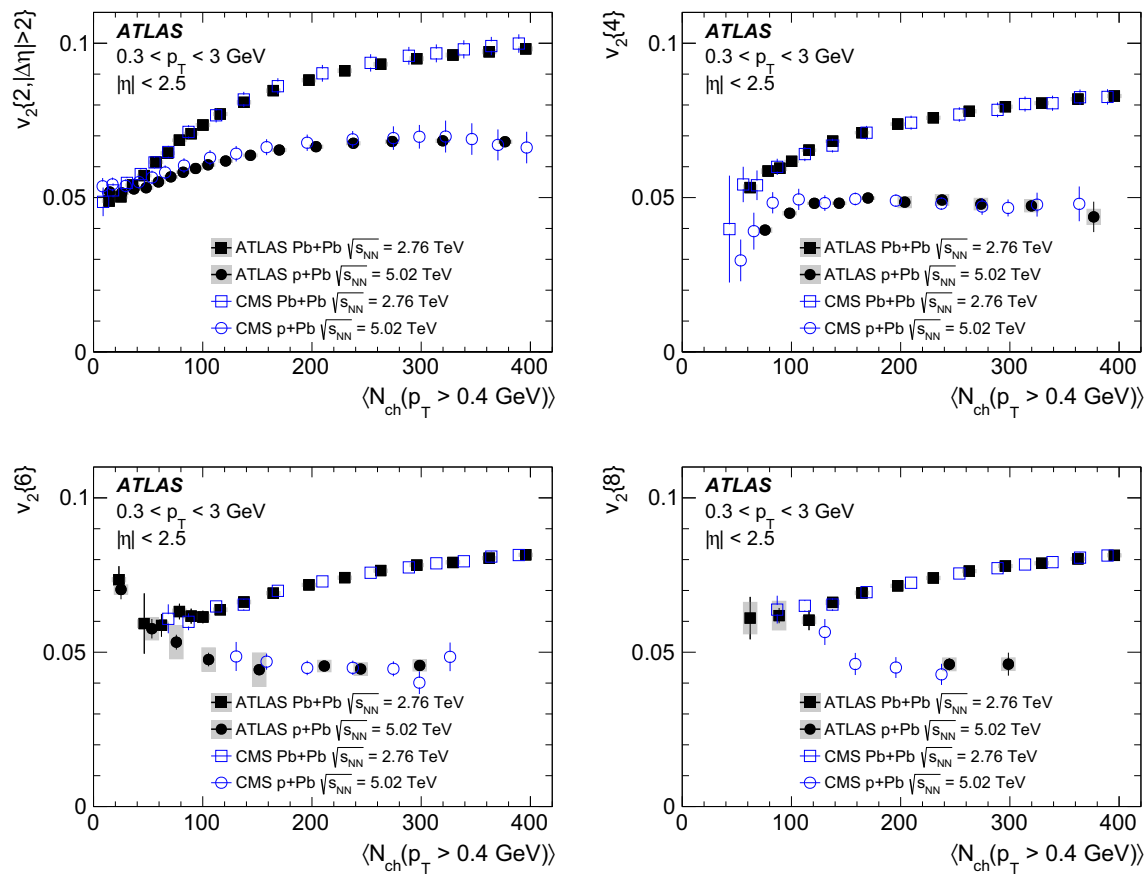 v₂{2,|Δη|>2}
0.1
0.05
0
ATLAS
0.3 < p_T < 3 GeV
|η| < 2.5
ATLAS Pb+Pb √s_NN = 2.76 TeV
ATLAS p+Pb √s_NN = 5.02 TeV
CMS Pb+Pb √s_NN = 2.76 TeV
CMS p+Pb √s_NN = 5.02 TeV
0 100 200 300 400
⟨N_ch(p_T > 0.4 GeV)⟩
v₂{4}
0.1
0.05
0
ATLAS
0.3 < p_T < 3 GeV
|η| < 2.5
ATLAS Pb+Pb √s_NN = 2.76 TeV
ATLAS p+Pb √s_NN = 5.02 TeV
CMS Pb+Pb √s_NN = 2.76 TeV
CMS p+Pb √s_NN = 5.02 TeV
0 100 200 300 400
⟨N_ch(p_T > 0.4 GeV)⟩
v₂{6}
0.1
0.05
0
ATLAS
0.3 < p_T < 3 GeV
|η| < 2.5
ATLAS Pb+Pb √s_NN = 2.76 TeV
ATLAS p+Pb √s_NN = 5.02 TeV
CMS Pb+Pb √s_NN = 2.76 TeV
CMS p+Pb √s_NN = 5.02 TeV
0 100 200 300 400
⟨N_ch(p_T > 0.4 GeV)⟩
v₂{8}
0.1
0.05
0
ATLAS
0.3 < p_T < 3 GeV
|η| < 2.5
ATLAS Pb+Pb √s_NN = 2.76 TeV
ATLAS p+Pb √s_NN = 5.02 TeV
CMS Pb+Pb √s_NN = 2.76 TeV
CMS p+Pb √s_NN = 5.02 TeV
0 100 200 300 400
⟨N_ch(p_T > 0.4 GeV)⟩